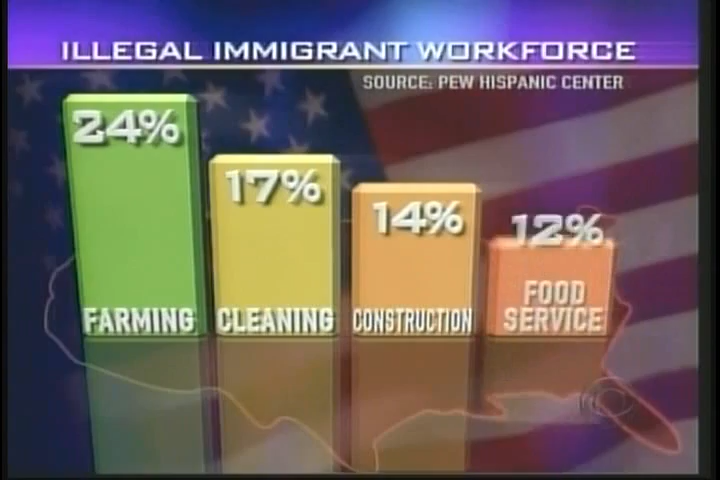 ILLEGAL IMMIGRANT WORKFORCE
SOURCE: PEW HISPANIC CENTER
24%
17%
14%
12%
FARMING
CLEANING
CONSTRUCTION
FOOD
SERVICE